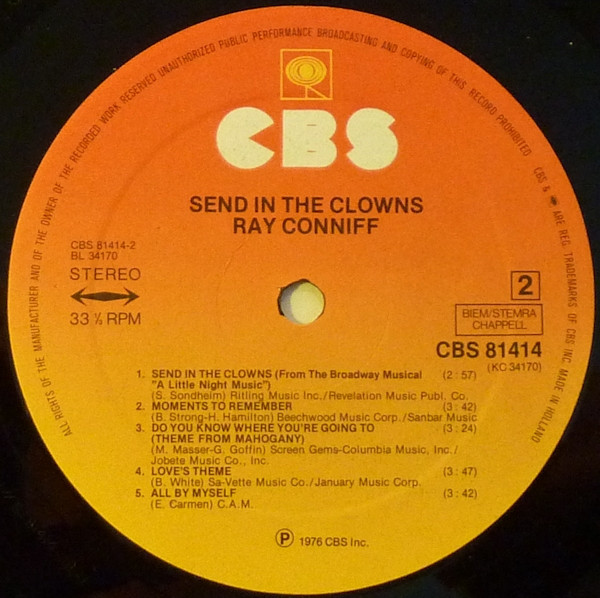 ALL RIGHTS OF THE MANUFACTURER AND OF THE OWNER OF THE RECORDED WORK RESERVED UNAUTHORIZED PUBLIC PERFORMANCE BROADCASTING AND COPYING OF THIS RECORD PROHIBITED CBS & ARE REG. TRADEMARKS OF CBS INC. MADE IN HOLLAND
CBS
SEND IN THE CLOWNS
RAY CONNIFF
CBS 81414-2
BL 34170
STEREO
33 ⅓ RPM
2
BIEM/STEMRA
CHAPPELL
CBS 81414
(KC 34170)
1. SEND IN THE CLOWNS (From The Broadway Musical (2:57)
"A Little Night Music")
(S. Sondheim) Ritling Music Inc./Revelation Music Publ. Co.
2. MOMENTS TO REMEMBER (3:42)
(B. Strong-H. Hamilton) Beechwood Music Corp./Sanbar Music
3. DO YOU KNOW WHERE YOU'RE GOING TO (3:24)
(THEME FROM MAHOGANY)
(M. Masser-G. Goffin) Screen Gems-Columbia Music, Inc./
Jobete Music Co., Inc.
4. LOVE'S THEME (3:47)
(B. White) Sa-Vette Music Co./January Music Corp.
5. ALL BY MYSELF (3:42)
(E. Carmen) C.A.M.
Ⓟ 1976 CBS Inc.